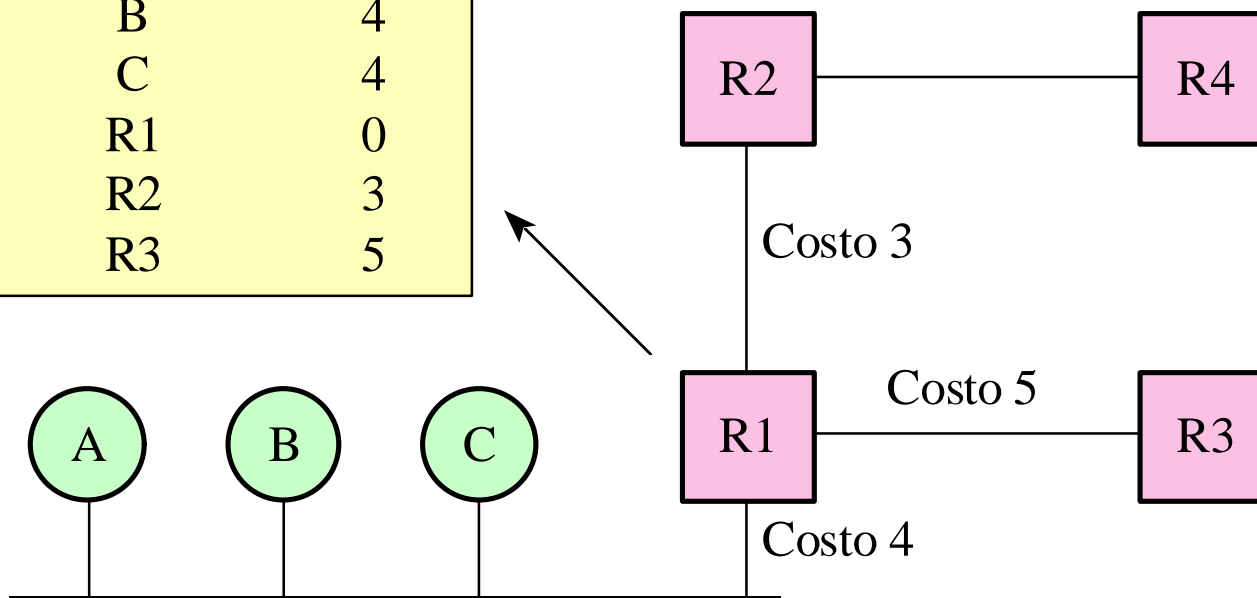 B 4
C 4
R1 0
R2 3
R3 5
R2
R4
Costo 3
Costo 5
R1
R3
Costo 4
A
B
C